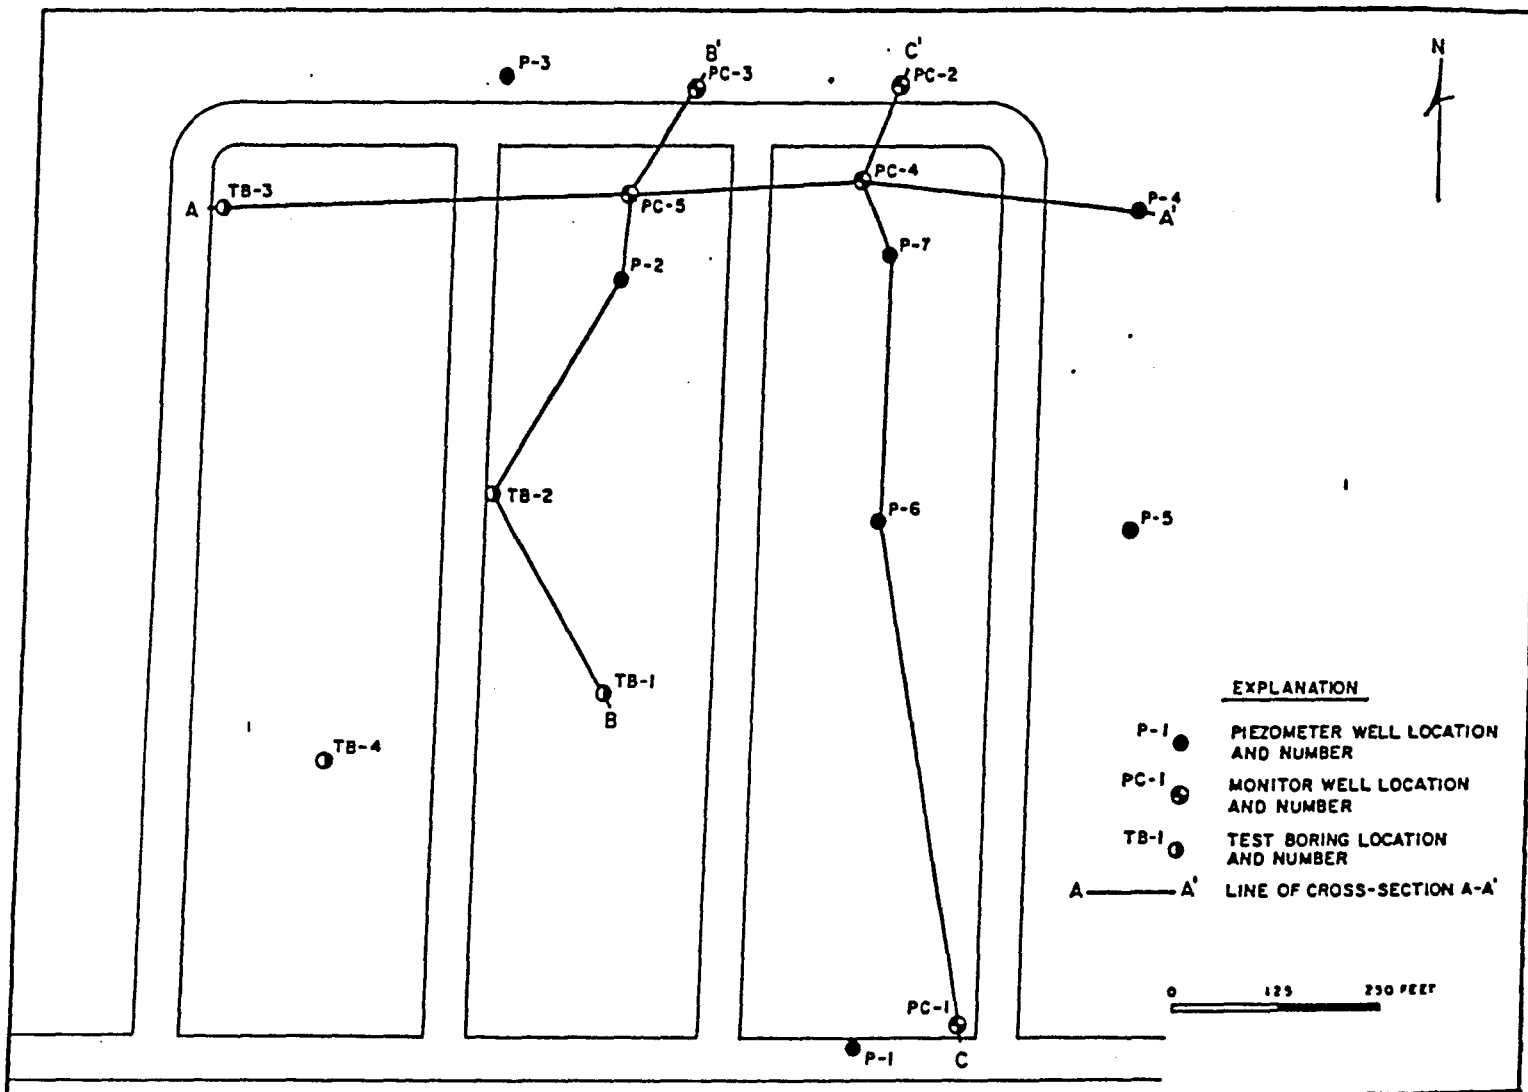 B'
C'
N
P-3
PC-3
PC-2
TB-3
PC-4
A
PC-5
P-4
A'
P-7
P-2
TB-2
P-6
P-5
TB-1
B
TB-4
EXPLANATION
P-1 PIEZOMETER WELL LOCATION
AND NUMBER
PC-1 MONITOR WELL LOCATION
AND NUMBER
TB-1 TEST BORING LOCATION
AND NUMBER
A A' LINE OF CROSS-SECTION A-A'
0 125 250 FEET
PC-1
P-1
C